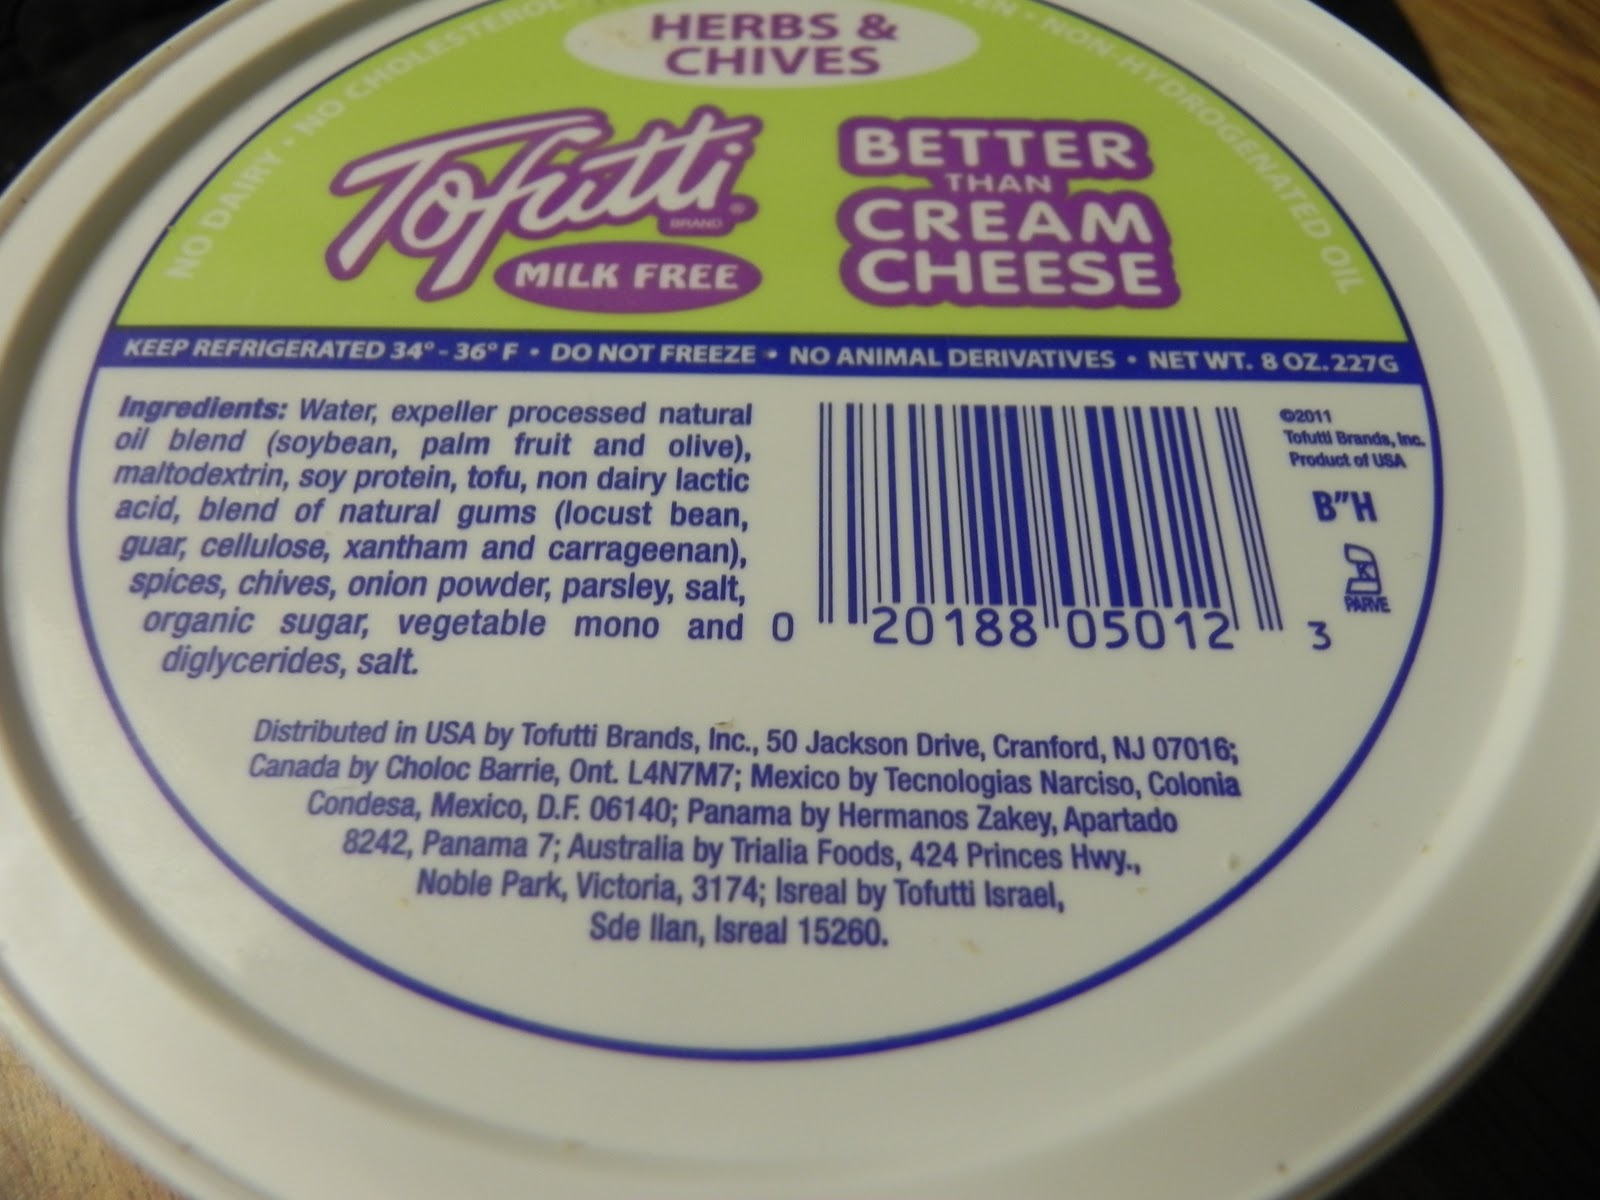 HERBS &
CHIVES
NO DAIRY • NO CHOLESTEROL
• NON-HYDROGENATED OIL
Tofutti®
BRAND
MILK FREE
BETTER
THAN
CREAM
CHEESE
KEEP REFRIGERATED 34° - 36° F • DO NOT FREEZE • NO ANIMAL DERIVATIVES • NET WT. 8 OZ. 227G
Ingredients: Water, expeller processed natural
oil blend (soybean, palm fruit and olive),
maltodextrin, soy protein, tofu, non dairy lactic
acid, blend of natural gums (locust bean,
guar, cellulose, xantham and carrageenan),
spices, chives, onion powder, parsley, salt,
organic sugar, vegetable mono and
diglycerides, salt.
0 20188 05012 3
©2011
Tofutti Brands, Inc.
Product of USA
B"H
K
PARVE
Distributed in USA by Tofutti Brands, Inc., 50 Jackson Drive, Cranford, NJ 07016;
Canada by Choloc Barrie, Ont. L4N7M7; Mexico by Tecnologias Narciso, Colonia
Condesa, Mexico, D.F. 06140; Panama by Hermanos Zakey, Apartado
8242, Panama 7; Australia by Trialia Foods, 424 Princes Hwy.,
Noble Park, Victoria, 3174; Isreal by Tofutti Israel,
Sde Ilan, Isreal 15260.